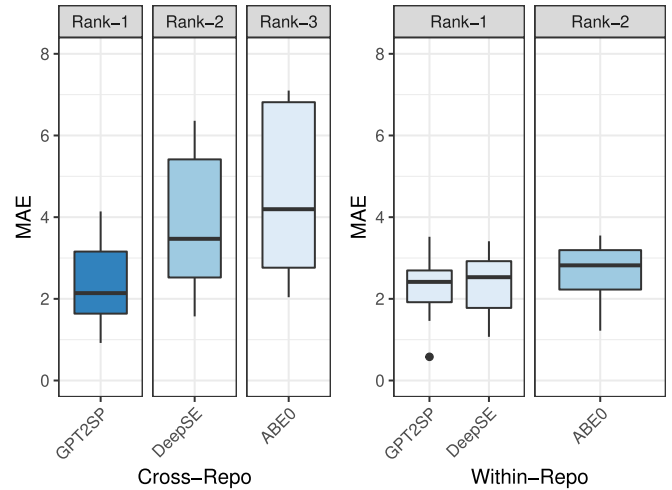 Rank−1 Rank−2 Rank−3 Rank−1 Rank−2
8 8
6 6
MAE MAE
4 4
2 2
0 0
GPT2SP DeepSE ABE0 GPT2SP DeepSE ABE0
Cross−Repo Within−Repo